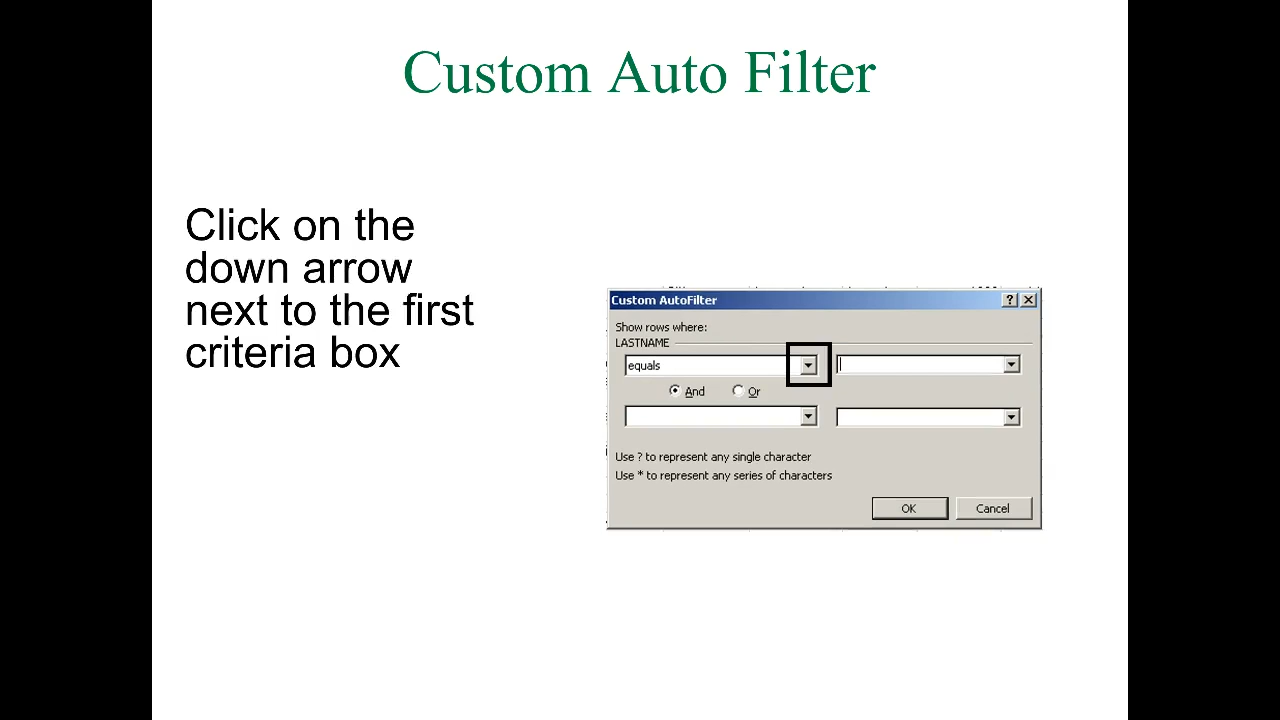 Custom Auto Filter
Click on the
down arrow
next to the first
criteria box
Custom AutoFilter
Show rows where:
LASTNAME
equals
And Or
Use ? to represent any single character
Use * to represent any series of characters
OK Cancel